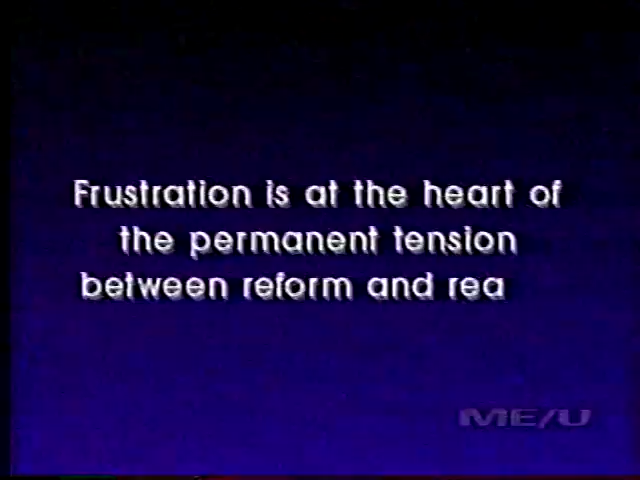 Frustration is at the heart of
the permanent tension
between reform and rea
ME/U